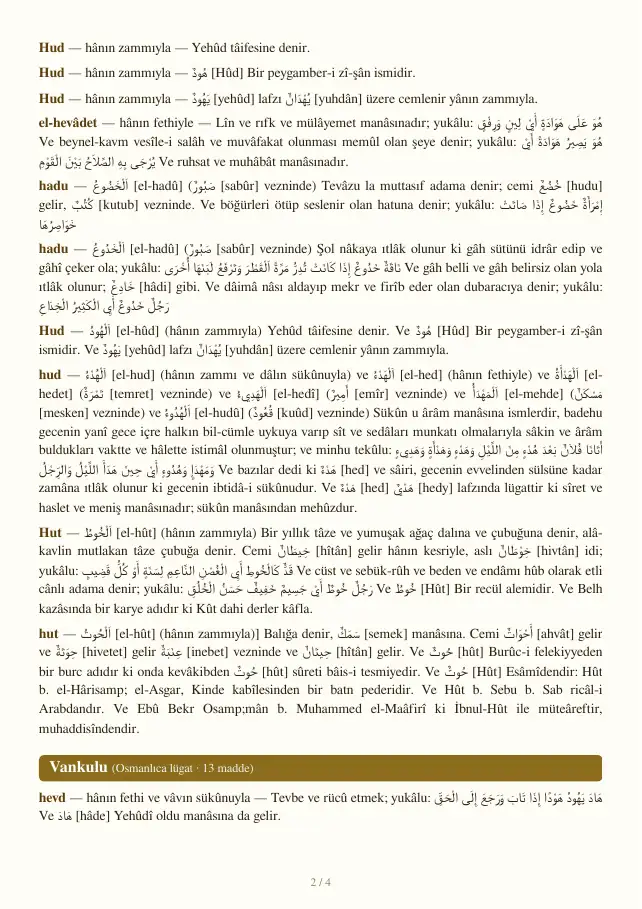 Hud — hânın zammıyla — Yehûd tâifesine denir.
Hud — hânın zammıyla — هُودٌ [Hûd] Bir peygamber-i zî-şân ismidir.
Hud — hânın zammıyla — يَهُودٌ [yehûd] lafzı يُهْدَانٌ [yuhdân] üzere cemlenir yânın zammıyla.
el-hevâdet — hânın fethiyle — Lîn ve rıfk ve mülâyemet manâsınadır; yukâlu: هُوَ عَلَى هَوَادَةٍ أَيْ لِينٍ وَرِفْقٍ
Ve beynel-kavm vesîle-i salâh ve muvâfakat olunması memûl olan şeye denir; yukâlu: هُوَ يَصِيرُ هَوَادَةً أَيْ
يُرْجَى بِهِ الصَّلاَحُ بَيْنَ الْقَوْمِ Ve ruhsat ve muhâbât manâsınadır.
hadu — اَلْخَضُوعُ [el-hadû] (صَبُورٌ [sabûr] vezninde) Tevâzu la muttasıf adama denir; cemi خُضُعٌ [hudu]
gelir, كُتُبٌ [kutub] vezninde. Ve böğürleri ötüp seslenir olan hatuna denir; yukâlu: إِمْرَأَةٌ خَضُوعٌ إِذَا صَاتَتْ
خَوَاصِرُهَا
hadu — اَلْخَدُوعُ [el-hadû] (صَبُورٌ [sabûr] vezninde) Şol nâkaya ıtlâk olunur ki gâh sütünü idrâr edip ve
gâhî çeker ola; yukâlu: نَاقَةٌ خَدُوعٌ إِذَا كَانَتْ تُدِرُّ مَرَّةً اَلْقَطْرَ وَتَرْفَعُ لَبَنَهَا أُخْرَى Ve gâh belli ve gâh belirsiz olan yola
ıtlâk olunur; خَادِعٌ [hâdi] gibi. Ve dâimâ nâsı aldayıp mekr ve firîb eder olan dubaracıya denir; yukâlu:
رَجُلٌ خَدُوعٌ أَيِ الْكَثِيرُ الْخِدَاعِ
Hud — اَلْهُودُ [el-hûd] (hânın zammıyla) Yehûd tâifesine denir. Ve هُودٌ [Hûd] Bir peygamber-i zî-şân
ismidir. Ve يَهُودٌ [yehûd] lafzı يُهْدَانٌ [yuhdân] üzere cemlenir yânın zammıyla.
hud — اَلْهُدْءُ [el-hud] (hânın zammı ve dâlın sükûnuyla) ve هَدْءٌ [el-hed] (hânın fethiyle) ve اَلْهَدْأَةُ [el-
hedet] (تَمْرَةٌ [temret] vezninde) ve اَلْهَدِيءُ [el-hedî] (أَمِيرٌ [emîr] vezninde) ve اَلْمَهْدَأُ [el-mehde] (مَسْكَنٌ
[mesken] vezninde) ve اَلْهُدُوءُ [el-hudû] (قُعُودٌ [kuûd] vezninde) Sükûn u ârâm manâsına ismlerdir, badehu
gecenin yanî gece içre halkın bil-cümle uykuya varıp sît ve sedâları munkatı olmalarıyla sâkin ve ârâm
buldukları vaktte ve hâlette istimâl olunmuştur; ve minhu tekûlu: أَتَانَا فُلاَنٌ بَعْدَ هُدْءٍ مِنَ اللَّيْلِ وَهَدْءٍ وَهَدْأَةٍ وَهَدِيءٍ
وَمَهْدَإٍ وَهُدُوءٍ أَيْ حِينَ هَدَأَ اللَّيْلُ وَالرِّجْلُ Ve bazılar dedi ki هَدْءٌ [hed] ve sâiri, gecenin evvelinden sülsüne kadar
zamâna ıtlâk olunur ki gecenin ibtidâ-i sükûnudur. Ve هَدْءٌ [hed] هَدْيٌ [hedy] lafzında lügattir ki sîret ve
haslet ve meniş manâsınadır; sükûn manâsından mehûzdur.
Hut — اَلْخُوطُ [el-hût] (hânın zammıyla) Bir yıllık tâze ve yumuşak ağaç dalına ve çubuğuna denir, alâ-
kavlin mutlakan tâze çubuğa denir. Cemi خِيطَانٌ [hîtân] gelir hânın kesriyle, aslı خِوْطَانٌ [hivtân] idi;
yukâlu: قَدٌّ كَالْخُوطِ أَيِ الْغُصْنِ النَّاعِمِ لِسَنَةٍ أَوْ كُلُّ قَضِيبٍ Ve cüst ve sebük-rûh ve beden ve endâmı hûb olarak etli
cânlı adama denir; yukâlu: رَجُلٌ خُوطٌ أَيْ جَسِيمٌ خَفِيفٌ حَسَنُ الْخُلُقِ Ve خُوطٌ [Hût] Bir recül alemidir. Ve Belh
kazâsında bir karye adıdır ki Kût dahi derler kâfla.
hut — اَلْحُوتُ [el-hût] (hânın zammıyla)] Balığa denir, سَمَكٌ [semek] manâsına. Cemi أَحْوَاتٌ [ahvât] gelir
ve حِوَتَةٌ [hivetet] gelir عِنَبَةٌ [inebet] vezninde ve حِيتَانٌ [hîtân] gelir. Ve حُوتٌ [hût] Burûc-i felekiyyeden
bir burc adıdır ki onda kevâkibden حُوتٌ [hût] sûreti bâis-i tesmiyedir. Ve حُوتٌ [Hût] Esâmîdendir: Hût
b. el-Hârisamp; el-Asgar, Kinde kabîlesinden bir batn pederidir. Ve Hût b. Sebu b. Sab ricâl-i
Arabdandır. Ve Ebû Bekr Osamp;mân b. Muhammed el-Maâfirî ki İbnul-Hût ile müteâreftir,
muhaddisîndendir.
Vankulu (Osmanlıca lügat · 13 madde)
hevd — hânın fethi ve vâvın sükûnuyla — Tevbe ve rücû etmek; yukâlu: هَادَ يَهُودُ هَوْدًا إِذَا تَابَ وَرَجَعَ إِلَى الْحَقِّ
Ve هَادَ [hâde] Yehûdî oldu manâsına da gelir.
2 / 4